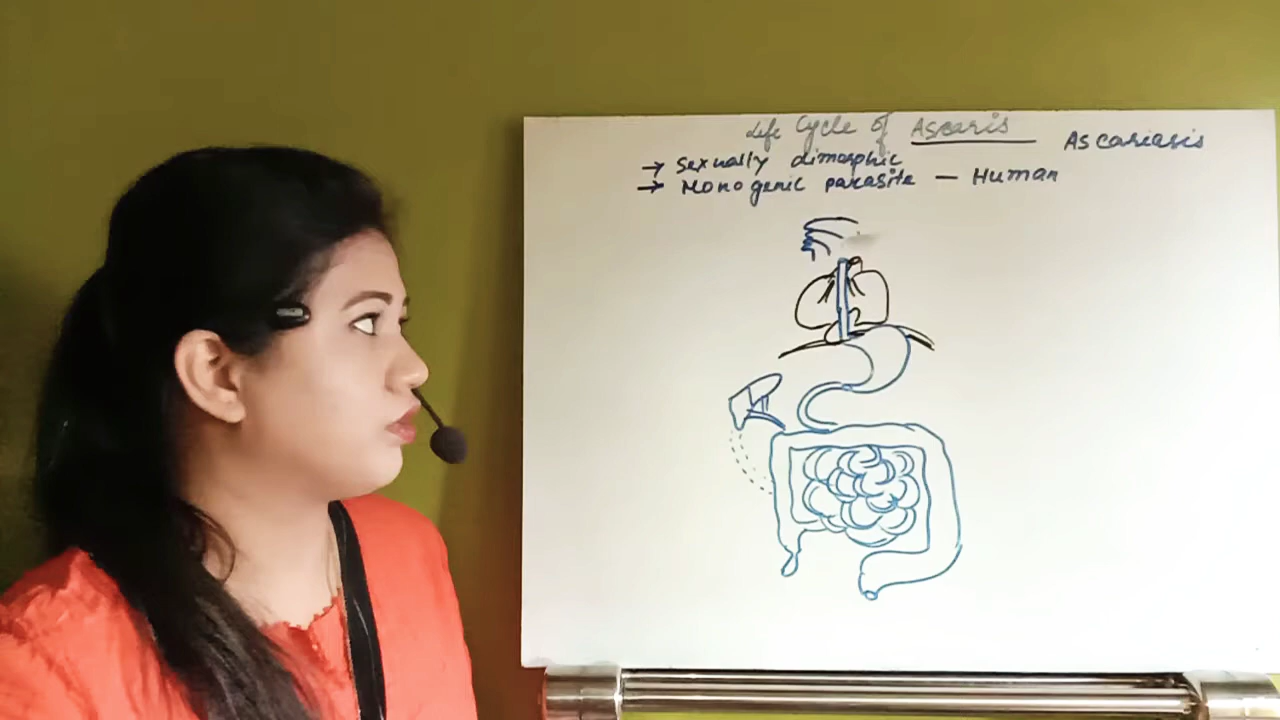 Life Cycle of Ascaris
Ascariasis
→ Sexually dimorphic
→ Monogenic parasite — Human